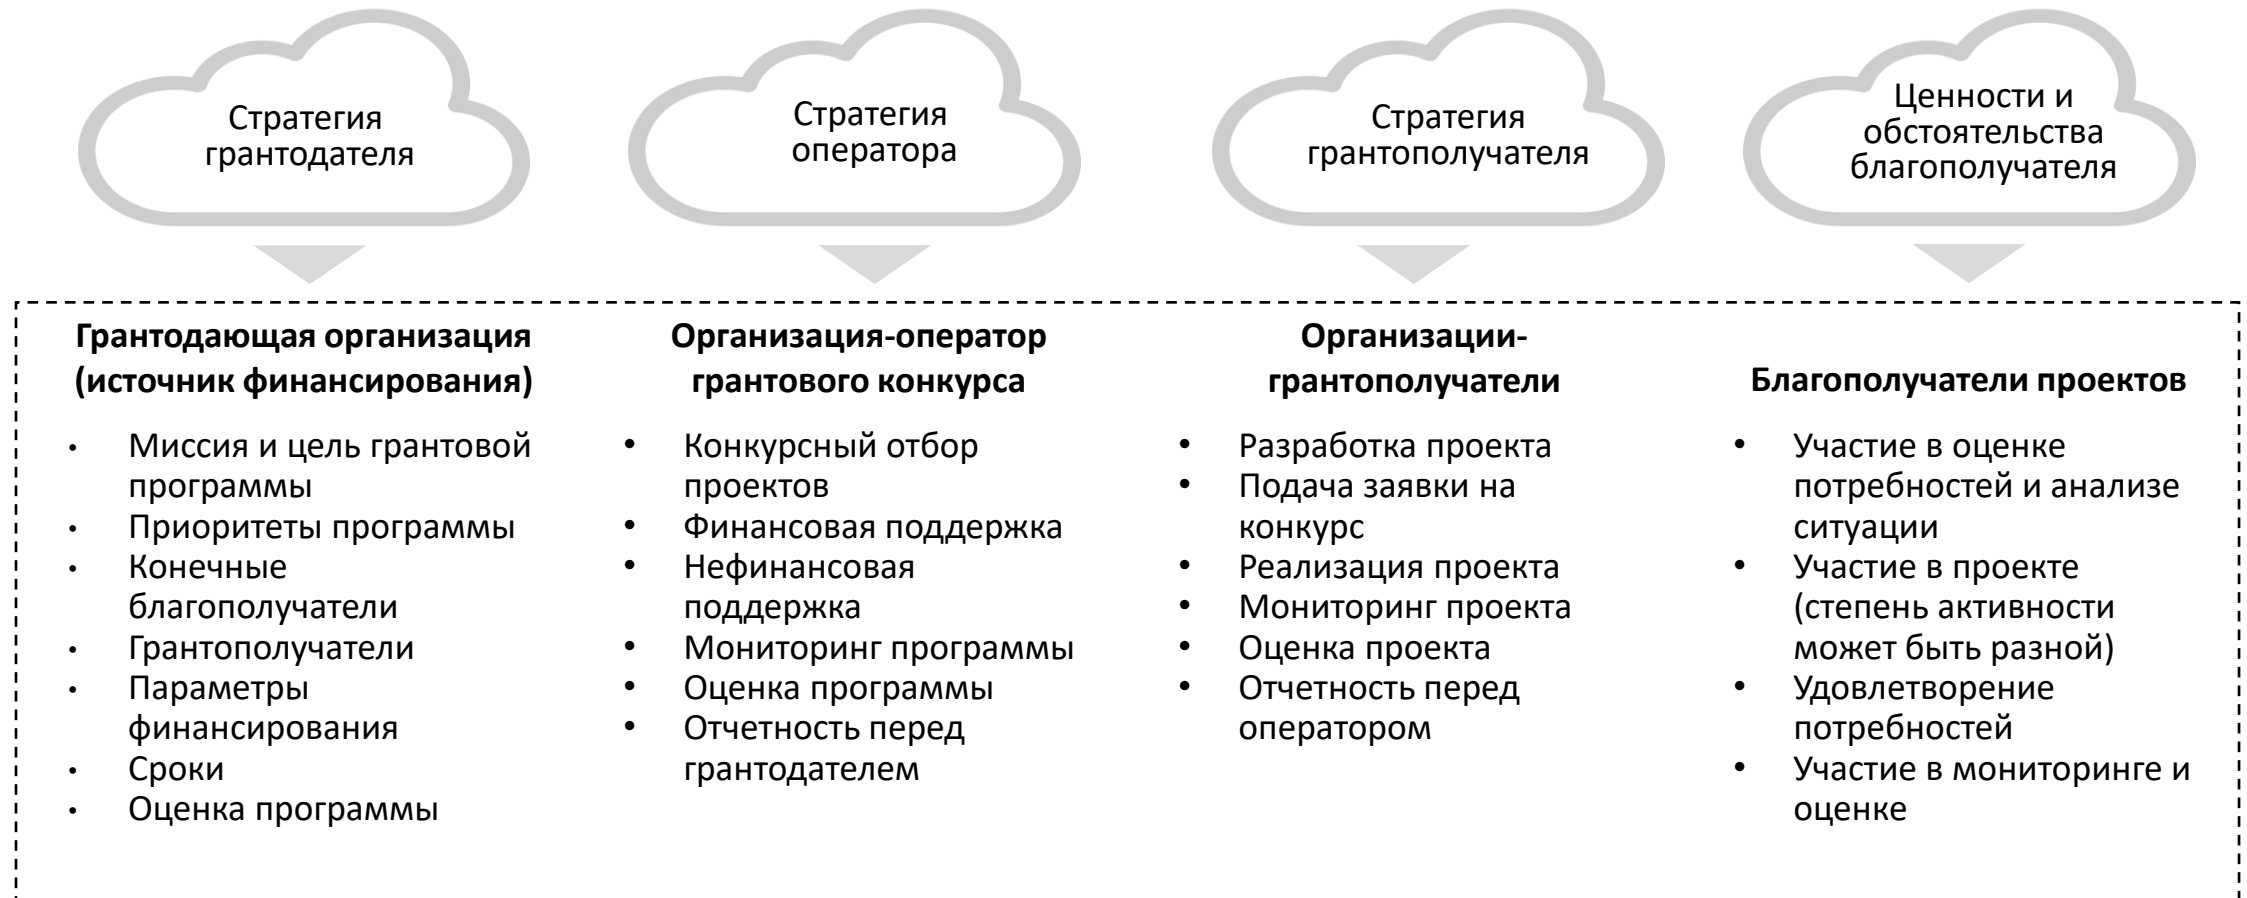 Стратегия
грантодателя
Стратегия
оператора
Стратегия
грантополучателя
Ценности и
обстоятельства
благополучателя
Грантодающая организация
(источник финансирования)
• Миссия и цель грантовой
программы
• Приоритеты программы
• Конечные
благополучатели
• Грантополучатели
• Параметры
финансирования
• Сроки
• Оценка программы
Организация-оператор
грантового конкурса
• Конкурсный отбор
проектов
• Финансовая поддержка
• Нефинансовая
поддержка
• Мониторинг программы
• Оценка программы
• Отчетность перед
грантодателем
Организации-
грантополучатели
• Разработка проекта
• Подача заявки на
конкурс
• Реализация проекта
• Мониторинг проекта
• Оценка проекта
• Отчетность перед
оператором
Благополучатели проектов
• Участие в оценке
потребностей и анализе
ситуации
• Участие в проекте
(степень активности
может быть разной)
• Удовлетворение
потребностей
• Участие в мониторинге и
оценке